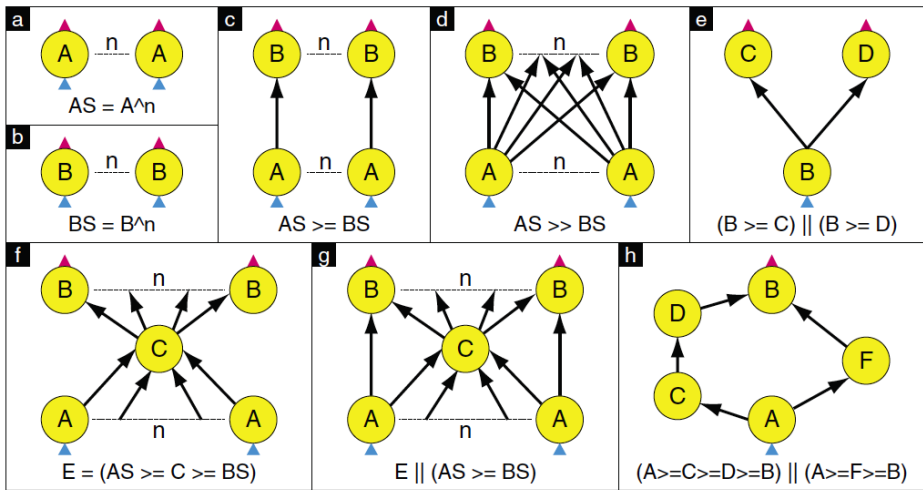 a
A n A
AS = A^n
b
B n B
BS = B^n
c
B n B
A n A
AS >= BS
d
B n B
A n A
AS >> BS
e
C D
B
(B >= C) || (B >= D)
f
B n B
C
A n A
E = (AS >= C >= BS)
g
B n B
C
A n A
E || (AS >= BS)
h
B
D
F
C
A
(A>=C>=D>=B) || (A>=F>=B)